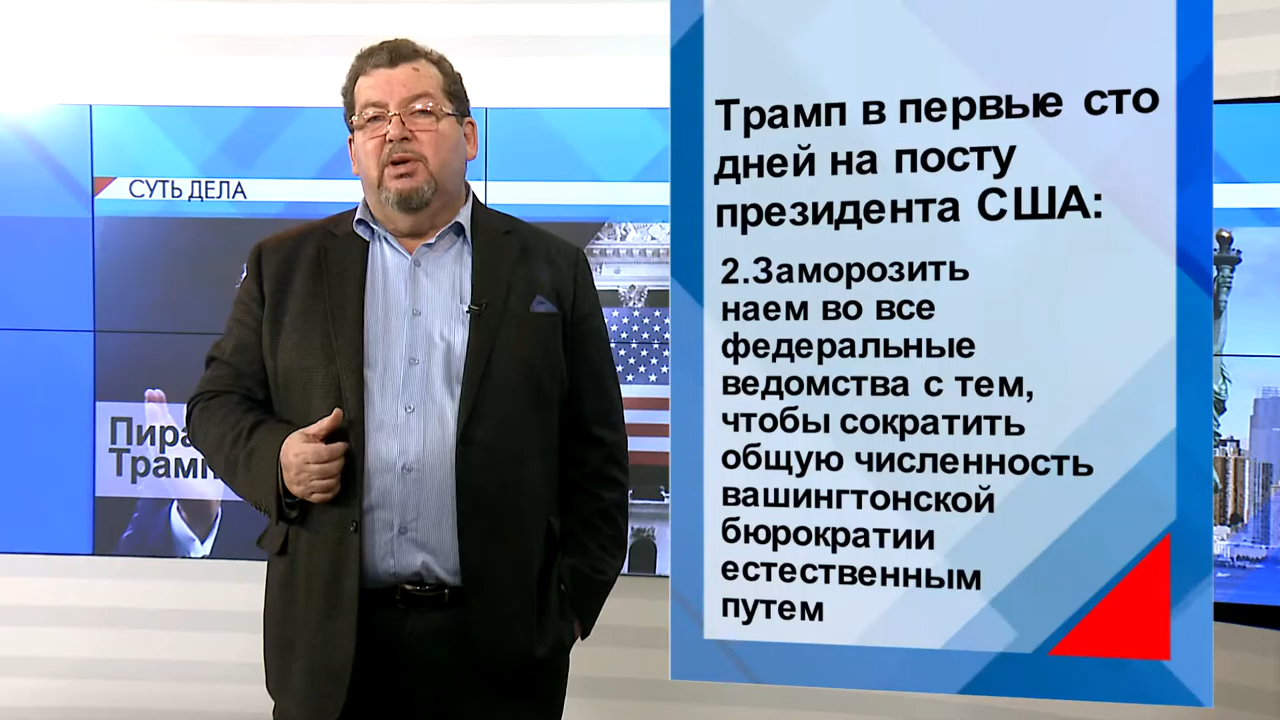 СУТЬ ДЕЛА
Трамп в первые сто
дней на посту
президента США:
2.Заморозить
наем во все
федеральные
ведомства с тем,
чтобы сократить
общую численность
вашингтонской
бюрократии
естественным
путем